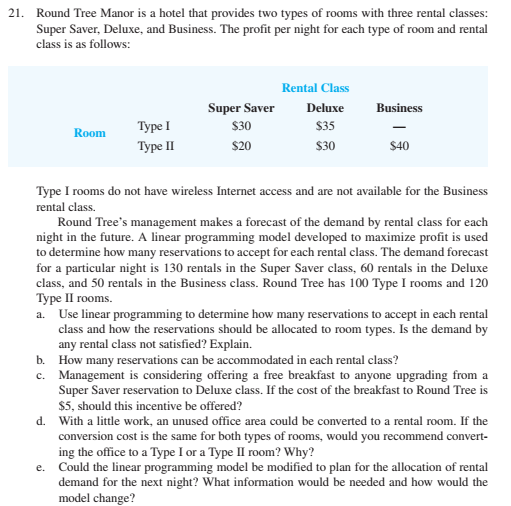 21. Round Tree Manor is a hotel that provides two types of rooms with three rental classes:
Super Saver, Deluxe, and Business. The profit per night for each type of room and rental
class is as follows:
Rental Class
Super Saver Deluxe Business
Room Type I $30 $35 —
Type II $20 $30 $40
Type I rooms do not have wireless Internet access and are not available for the Business
rental class.
Round Tree's management makes a forecast of the demand by rental class for each
night in the future. A linear programming model developed to maximize profit is used
to determine how many reservations to accept for each rental class. The demand forecast
for a particular night is 130 rentals in the Super Saver class, 60 rentals in the Deluxe
class, and 50 rentals in the Business class. Round Tree has 100 Type I rooms and 120
Type II rooms.
a. Use linear programming to determine how many reservations to accept in each rental
class and how the reservations should be allocated to room types. Is the demand by
any rental class not satisfied? Explain.
b. How many reservations can be accommodated in each rental class?
c. Management is considering offering a free breakfast to anyone upgrading from a
Super Saver reservation to Deluxe class. If the cost of the breakfast to Round Tree is
$5, should this incentive be offered?
d. With a little work, an unused office area could be converted to a rental room. If the
conversion cost is the same for both types of rooms, would you recommend convert-
ing the office to a Type I or a Type II room? Why?
e. Could the linear programming model be modified to plan for the allocation of rental
demand for the next night? What information would be needed and how would the
model change?